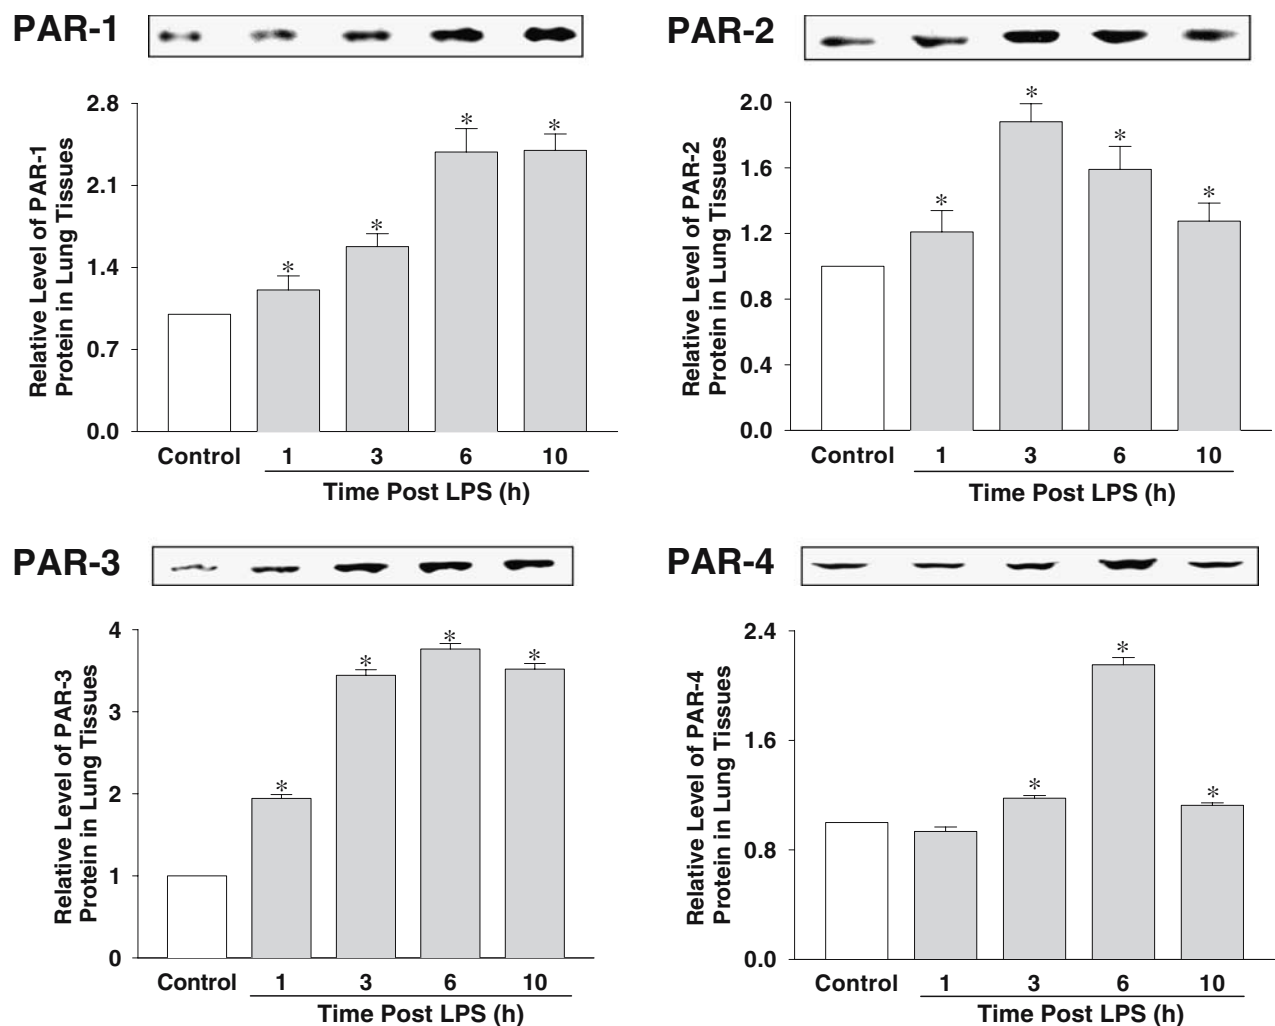 PAR-1
Relative Level of PAR-1
Protein in Lung Tissues
2.8
2.1
1.4
0.7
0.0
*
*
*
*
Control 1 3 6 10
Time Post LPS (h)
PAR-2
Relative Level of PAR-2
Protein in Lung Tissues
2.0
1.6
1.2
0.8
0.4
0.0
*
*
*
*
Control 1 3 6 10
Time Post LPS (h)
PAR-3
Relative Level of PAR-3
Protein in Lung Tissues
4
3
2
1
0
*
*
*
*
Control 1 3 6 10
Time Post LPS (h)
PAR-4
Relative Level of PAR-4
Protein in Lung Tissues
2.4
1.6
0.8
0.0
*
*
*
Control 1 3 6 10
Time Post LPS (h)